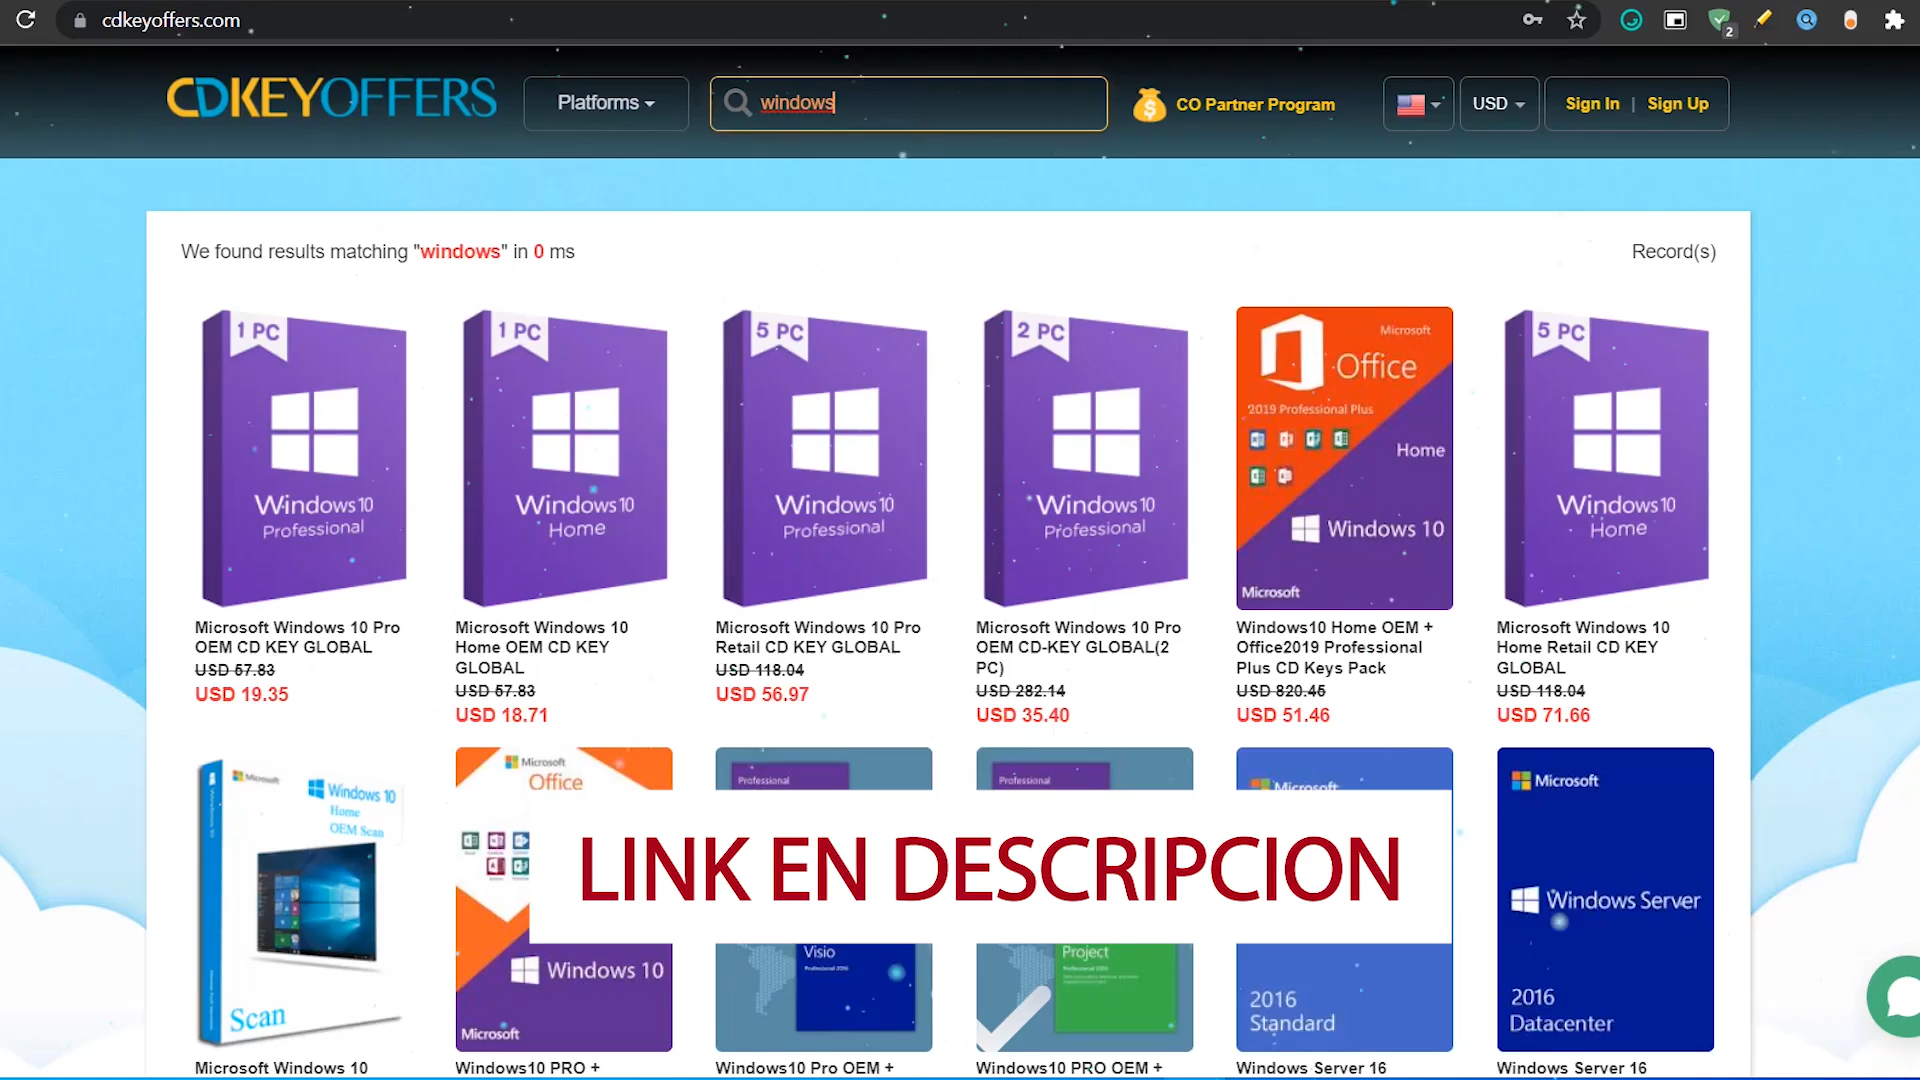 cdkeyoffers.com
2
CDKEYOFFERS
Platforms
windows
CO Partner Program
USD
Sign In | Sign Up
We found results matching "windows" in 0 ms
Record(s)
1 PC
Windows 10
Professional
Microsoft Windows 10 Pro
OEM CD KEY GLOBAL
USD 57.83
USD 19.35
1 PC
Windows 10
Home
Microsoft Windows 10
Home OEM CD KEY
GLOBAL
USD 57.83
USD 18.71
5 PC
Windows 10
Professional
Microsoft Windows 10 Pro
Retail CD KEY GLOBAL
USD 118.04
USD 56.97
2 PC
Windows 10
Professional
Microsoft Windows 10 Pro
OEM CD-KEY GLOBAL(2
PC)
USD 282.14
USD 35.40
Microsoft
Office
2019 Professional Plus
Home
Windows 10
Microsoft
Windows10 Home OEM +
Office2019 Professional
Plus CD Keys Pack
USD 820.45
USD 51.46
5 PC
Windows 10
Home
Microsoft Windows 10
Home Retail CD KEY
GLOBAL
USD 118.04
USD 71.66
Microsoft
Windows 10
Home
OEM Scan
Scan
Microsoft Windows 10
Microsoft
Office
Windows 10
Microsoft
Windows10 PRO +
Professional
Visio
Professional 2016
Windows10 Pro OEM +
Professional
Project
Professional 2016
Windows10 PRO OEM +
Microsoft
2016
Standard
Windows Server 16
Microsoft
Windows Server
2016
Datacenter
Windows Server 16
LINK EN DESCRIPCION